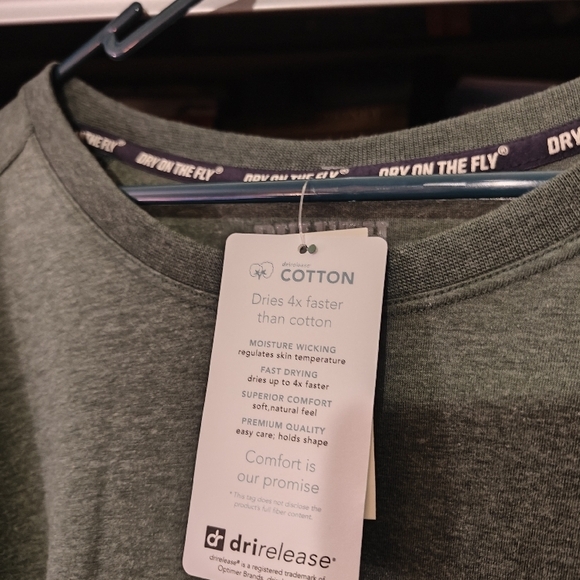 THE FLY®
DRY ON THE FLY®
DRY ON THE FLY®
DRY ON THE FLY®
drirelease®
COTTON
Dries 4x faster
than cotton
MOISTURE WICKING
regulates skin temperature
FAST DRYING
dries up to 4x faster
SUPERIOR COMFORT
soft,natural feel
PREMIUM QUALITY
easy care; holds shape
Comfort is
our promise
*This tag does not disclose the
product's full fiber content.
dr drirelease®
drirelease® is a registered trademark of
Optimer Brands,